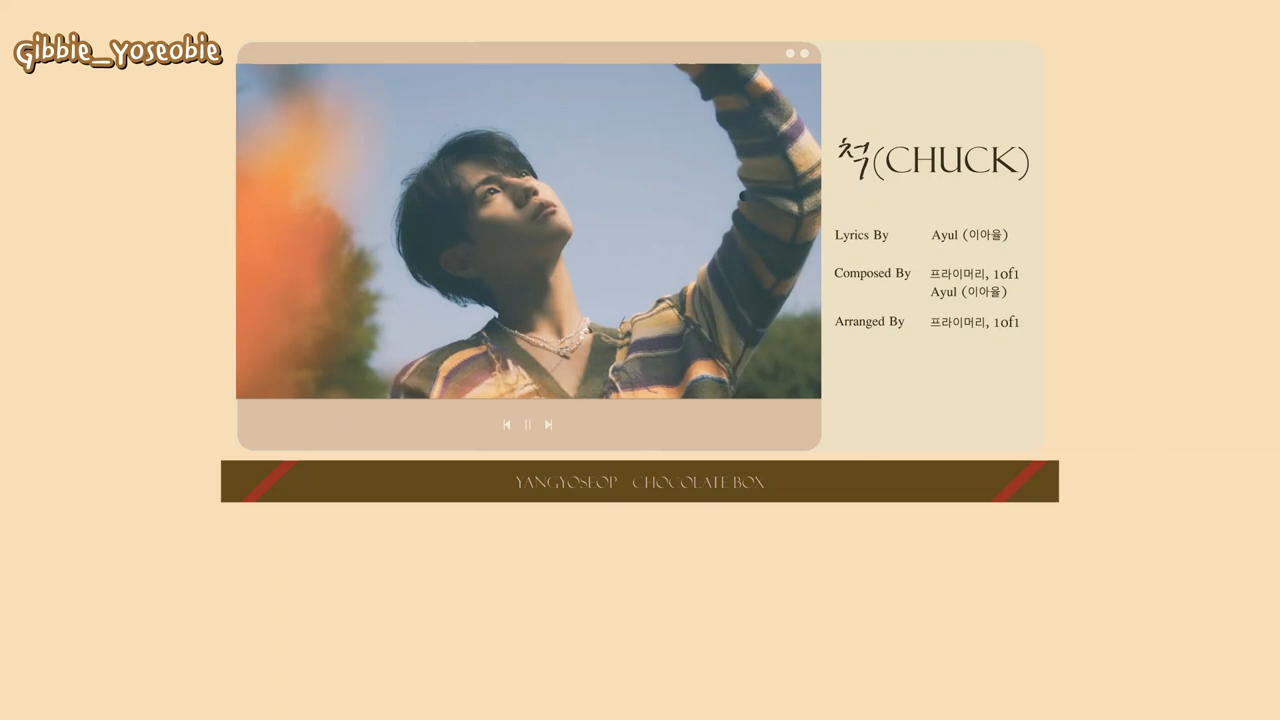 Gibbie_Yoseobie
척(CHUCK)
Lyrics By Ayul (이아율)
Composed By 프라이머리, 1of1
Ayul (이아율)
Arranged By 프라이머리, 1of1
YANGYOSEOP CHOCOLATE BOX